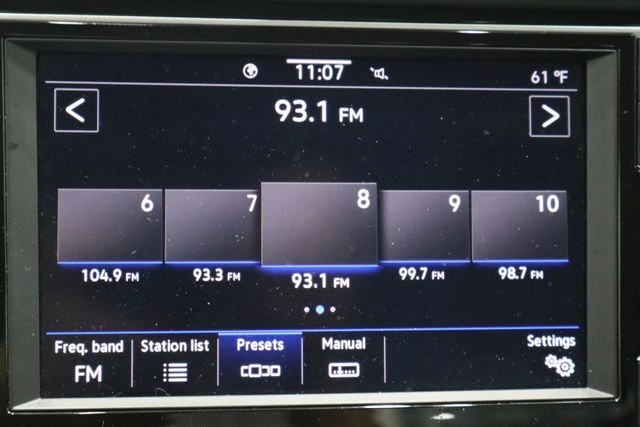 11:07 61 °F
93.1 FM
6 7 8 9 10
104.9 FM 93.3 FM 93.1 FM 99.7 FM 98.7 FM
Freq. band Station list Presets Manual Settings
FM